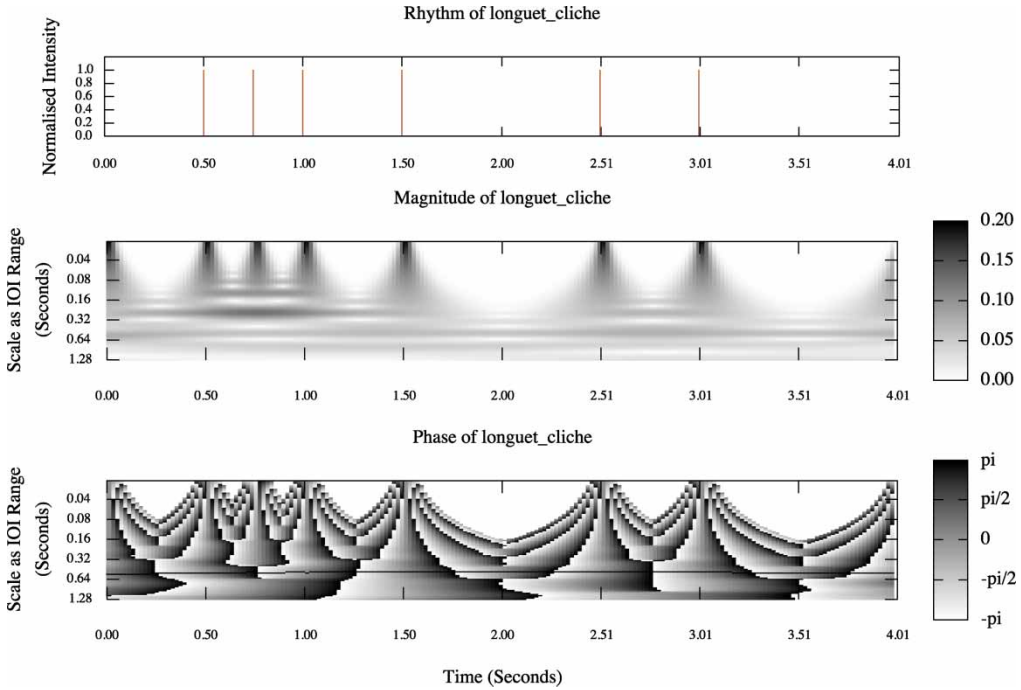 Rhythm of longuet_cliche
Normalised Intensity
1.0
0.8
0.6
0.4
0.2
0.0
0.00 0.50 1.00 1.50 2.00 2.51 3.01 3.51 4.01
Magnitude of longuet_cliche
Scale as IOI Range
(Seconds)
0.04
0.08
0.16
0.32
0.64
1.28
0.00 0.50 1.00 1.50 2.00 2.51 3.01 3.51 4.01
0.20
0.15
0.10
0.05
0.00
Phase of longuet_cliche
Scale as IOI Range
(Seconds)
0.04
0.08
0.16
0.32
0.64
1.28
0.00 0.50 1.00 1.50 2.00 2.51 3.01 3.51 4.01
pi
pi/2
0
-pi/2
-pi
Time (Seconds)